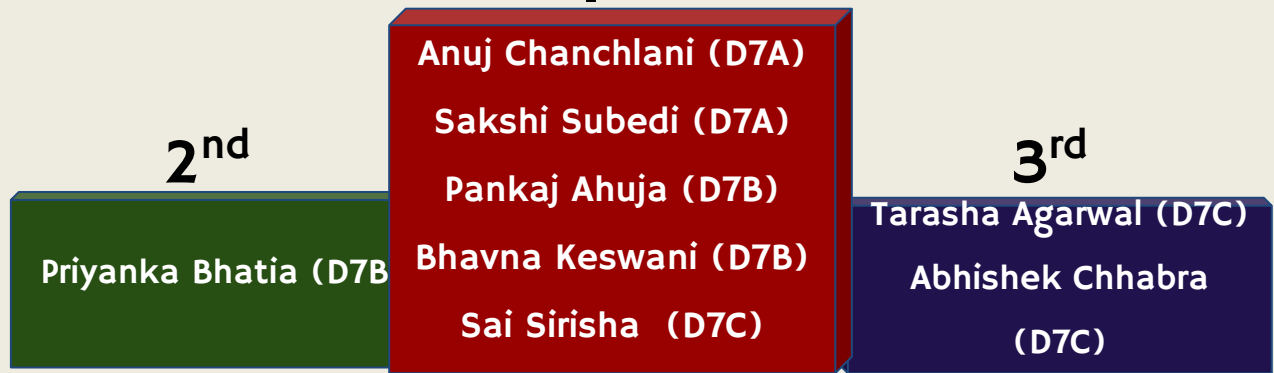 2nd
Priyanka Bhatia (D7B
Anuj Chanchlani (D7A)
Sakshi Subedi (D7A)
Pankaj Ahuja (D7B)
Bhavna Keswani (D7B)
Sai Sirisha (D7C)
3rd
Tarasha Agarwal (D7C)
Abhishek Chhabra
(D7C)